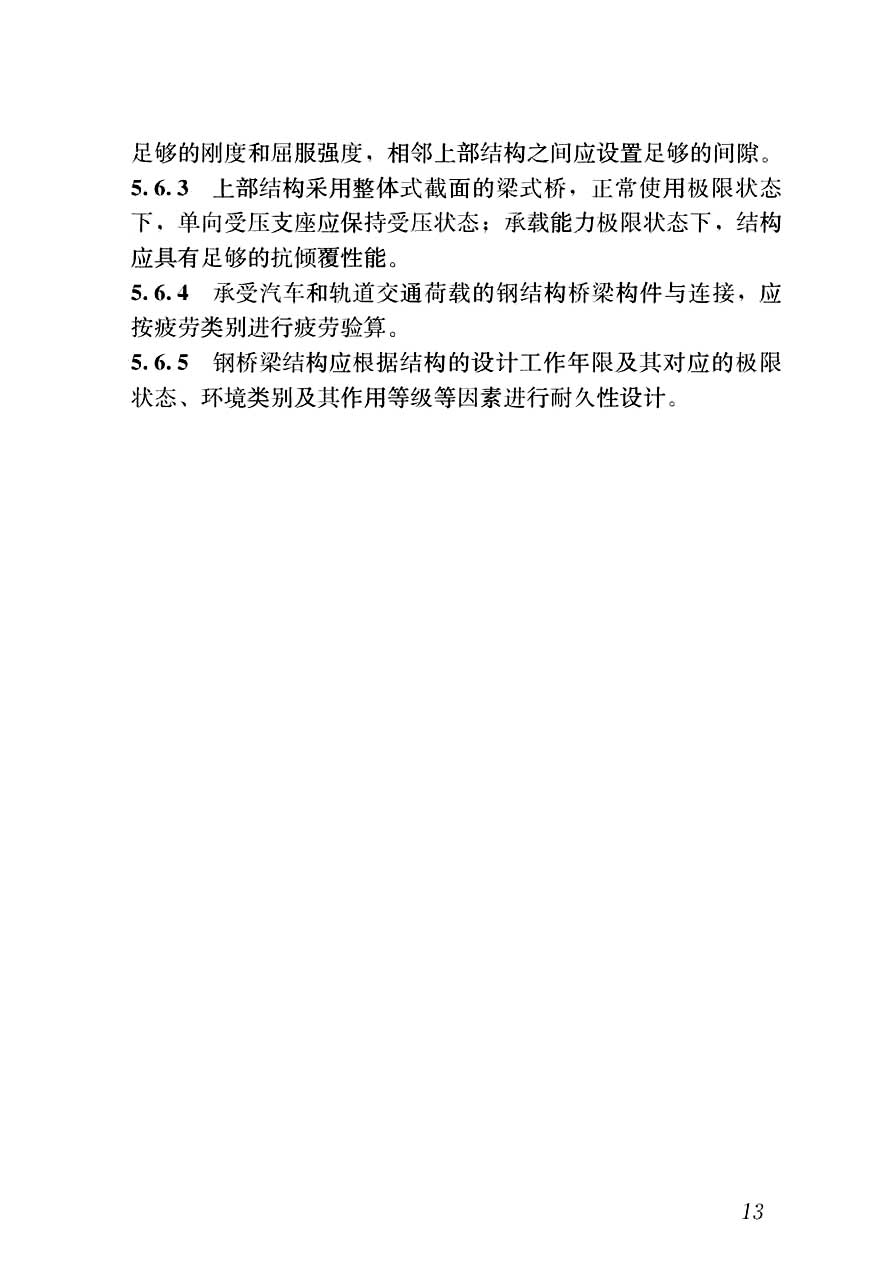 足够的刚度和屈服强度，相邻上部结构之间应设置足够的间隙。
5.6.3 上部结构采用整体式截面的梁式桥，正常使用极限状态
下，单向受压支座应保持受压状态；承载能力极限状态下，结构
应具有足够的抗倾覆性能。
5.6.4 承受汽车和轨道交通荷载的钢结构桥梁构件与连接，应
按疲劳类别进行疲劳验算。
5.6.5 钢桥梁结构应根据结构的设计工作年限及其对应的极限
状态、环境类别及其作用等级等因素进行耐久性设计。
13